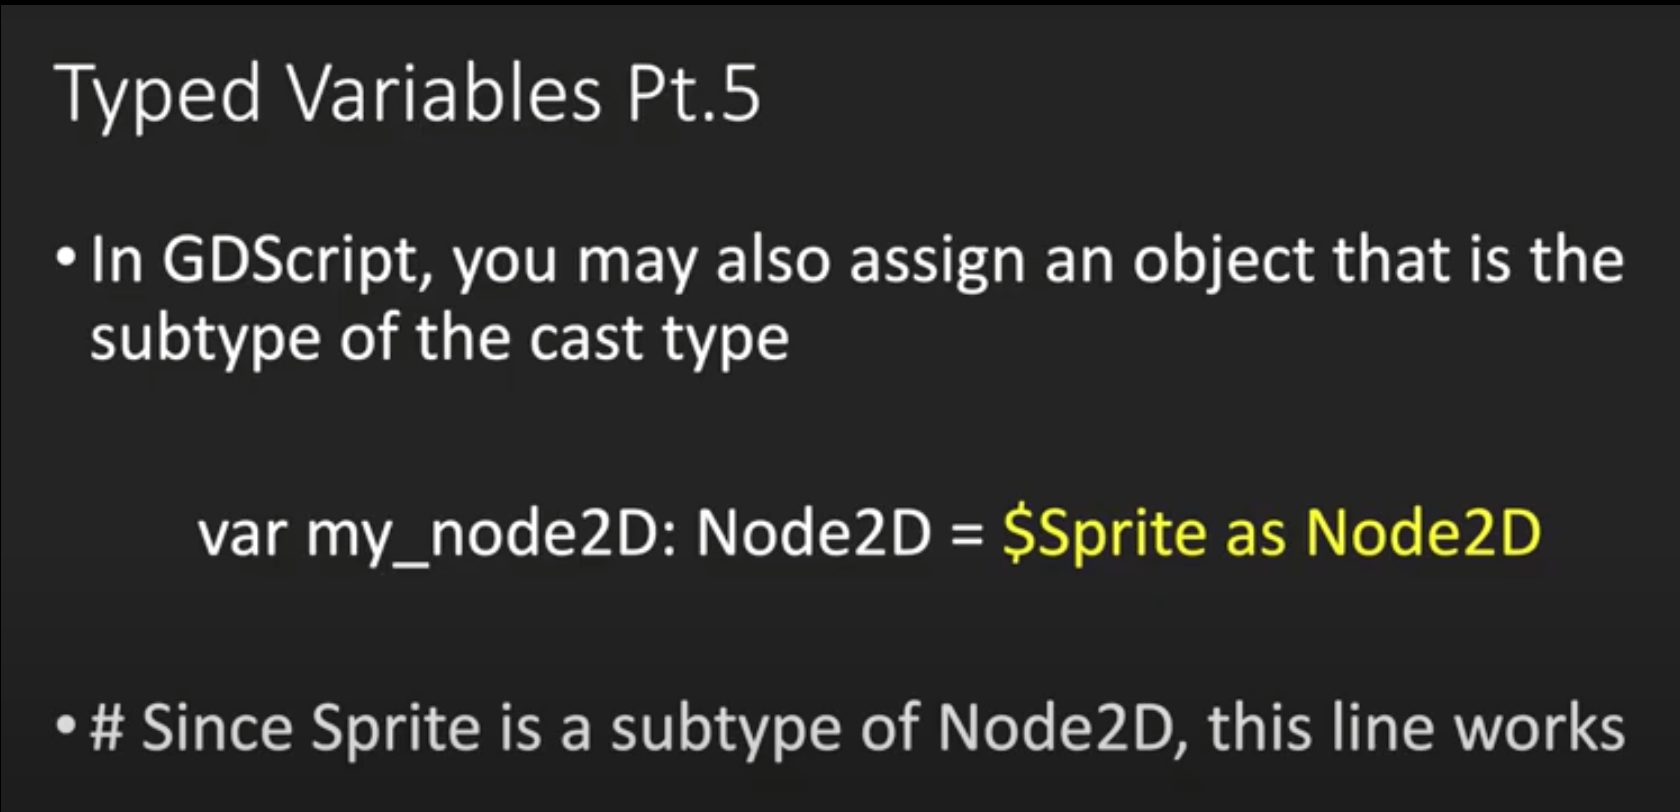 Typed Variables Pt.5
• In GDScript, you may also assign an object that is the
subtype of the cast type
var my_node2D: Node2D = $Sprite as Node2D
• # Since Sprite is a subtype of Node2D, this line works